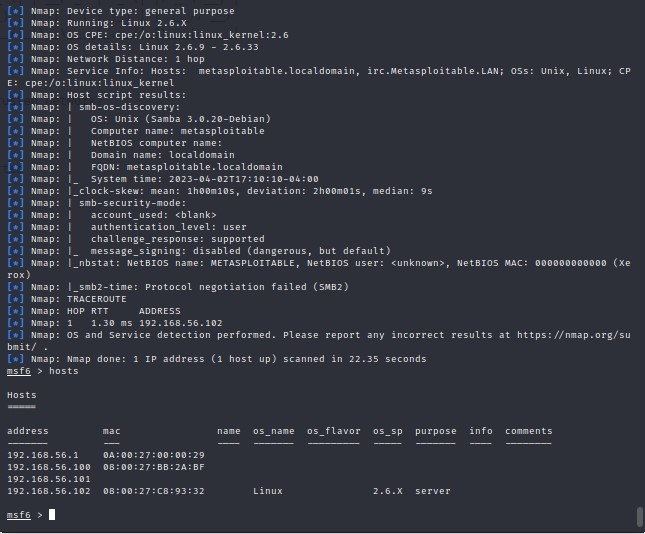 [*] Nmap: Device type: general purpose
[*] Nmap: Running: Linux 2.6.X
[*] Nmap: OS CPE: cpe:/o:linux:linux_kernel:2.6
[*] Nmap: OS details: Linux 2.6.9 - 2.6.33
[*] Nmap: Network Distance: 1 hop
[*] Nmap: Service Info: Hosts:  metasploitable.localdomain, irc.Metasploitable.LAN; OSs: Unix, Linux; CP
E: cpe:/o:linux:linux_kernel
[*] Nmap: Host script results:
[*] Nmap: | smb-os-discovery:
[*] Nmap: |   OS: Unix (Samba 3.0.20-Debian)
[*] Nmap: |   Computer name: metasploitable
[*] Nmap: |   NetBIOS computer name:
[*] Nmap: |   Domain name: localdomain
[*] Nmap: |   FQDN: metasploitable.localdomain
[*] Nmap: |_  System time: 2023-04-02T17:10:10-04:00
[*] Nmap: |_clock-skew: mean: 1h00m10s, deviation: 2h00m01s, median: 9s
[*] Nmap: | smb-security-mode:
[*] Nmap: |   account_used: <blank>
[*] Nmap: |   authentication_level: user
[*] Nmap: |   challenge_response: supported
[*] Nmap: |_  message_signing: disabled (dangerous, but default)
[*] Nmap: |_nbstat: NetBIOS name: METASPLOITABLE, NetBIOS user: <unknown>, NetBIOS MAC: 000000000000 (Xe
rox)
[*] Nmap: |_smb2-time: Protocol negotiation failed (SMB2)
[*] Nmap: TRACEROUTE
[*] Nmap: HOP RTT     ADDRESS
[*] Nmap: 1   1.30 ms 192.168.56.102
[*] Nmap: OS and Service detection performed. Please report any incorrect results at https://nmap.org/su
bmit/ .
[*] Nmap: Nmap done: 1 IP address (1 host up) scanned in 22.35 seconds
msf6 > hosts
Hosts
=====
address         mac                name  os_name  os_flavor  os_sp  purpose  info  comments
-------         ---                ----  -------  ---------  -----  -------  ----  --------
192.168.56.1    0A:00:27:00:00:29
192.168.56.100  08:00:27:BB:2A:BF
192.168.56.101
192.168.56.102  08:00:27:C8:93:32        Linux               2.6.X  server
msf6 >